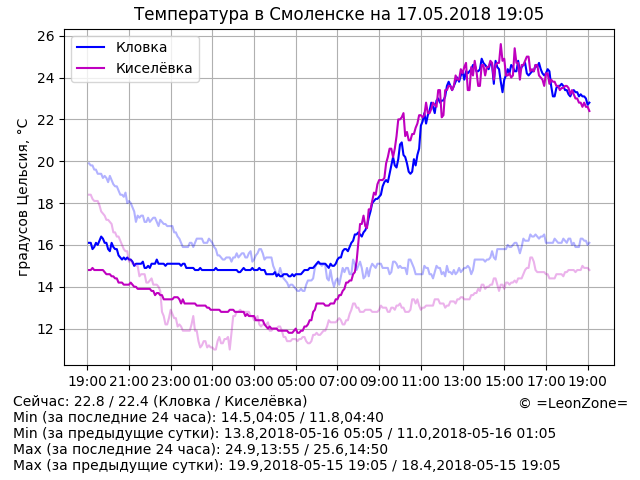 Температура в Смоленске на 17.05.2018 19:05
Кловка
Киселёвка
градусов Цельсия, °C
26
24
22
20
18
16
14
12
19:00 21:00 23:00 01:00 03:00 05:00 07:00 09:00 11:00 13:00 15:00 17:00 19:00
Сейчас: 22.8 / 22.4 (Кловка / Киселёвка)
© =LeonZone=
Min (за последние 24 часа): 14.5,04:05 / 11.8,04:40
Min (за предыдущие сутки): 13.8,2018-05-16 05:05 / 11.0,2018-05-16 01:05
Max (за последние 24 часа): 24.9,13:55 / 25.6,14:50
Max (за предыдущие сутки): 19.9,2018-05-15 19:05 / 18.4,2018-05-15 19:05